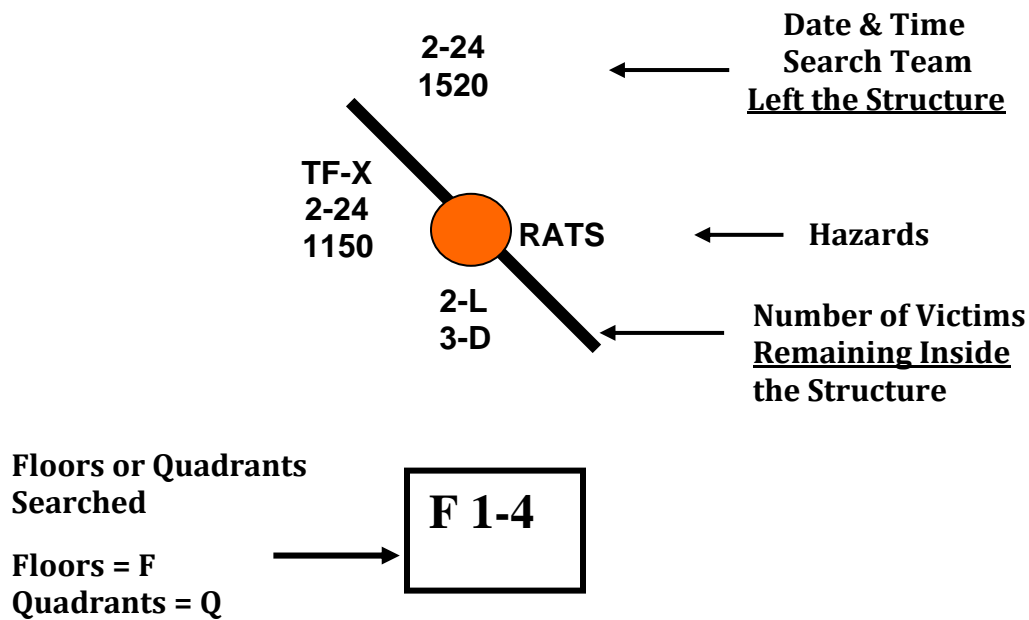 2-24
1520
Date & Time
Search Team
Left the Structure
TF-X
2-24
1150
RATS
Hazards
2-L
3-D
Number of Victims
Remaining Inside
the Structure
Floors or Quadrants
Searched
Floors = F
Quadrants = Q
F 1-4